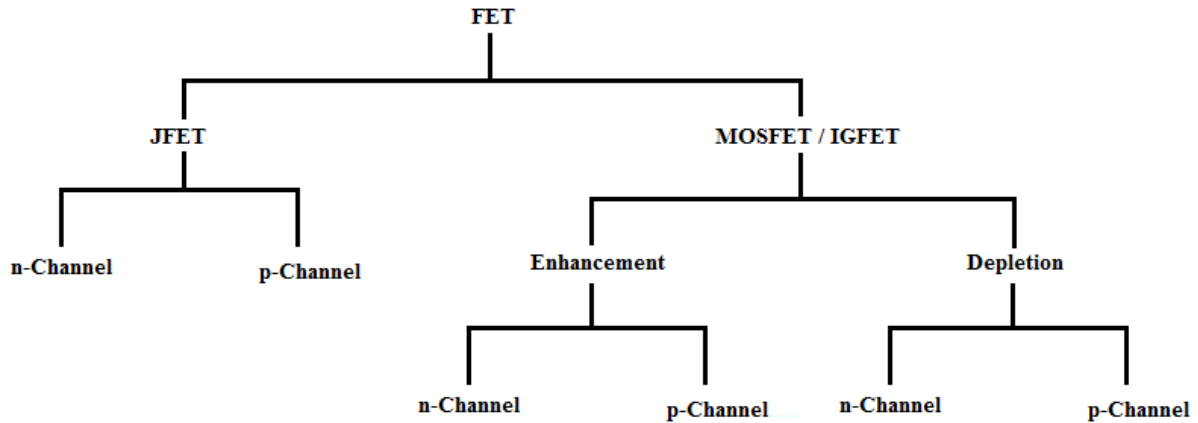 FET
JFET
MOSFET / IGFET
n-Channel
p-Channel
Enhancement
Depletion
n-Channel
p-Channel
n-Channel
p-Channel